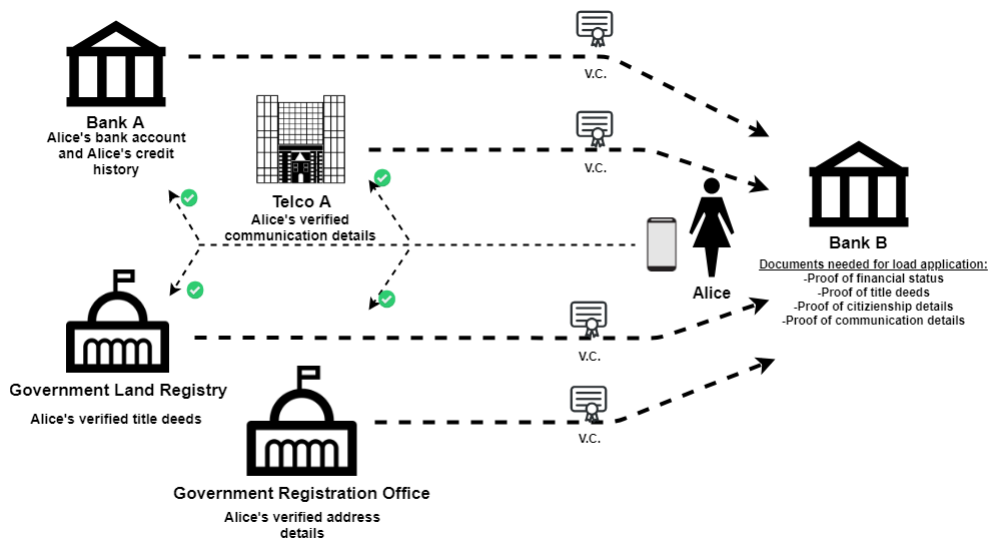 V.C.
Bank A
Alice's bank account
and Alice's credit
history
V.C.
Telco A
Alice's verified
communication details
Alice
Bank B
Documents needed for load application:
-Proof of financial status
-Proof of title deeds
-Proof of citizienship details
-Proof of communication details
V.C.
Government Land Registry
Alice's verified title deeds
V.C.
Government Registration Office
Alice's verified address
details